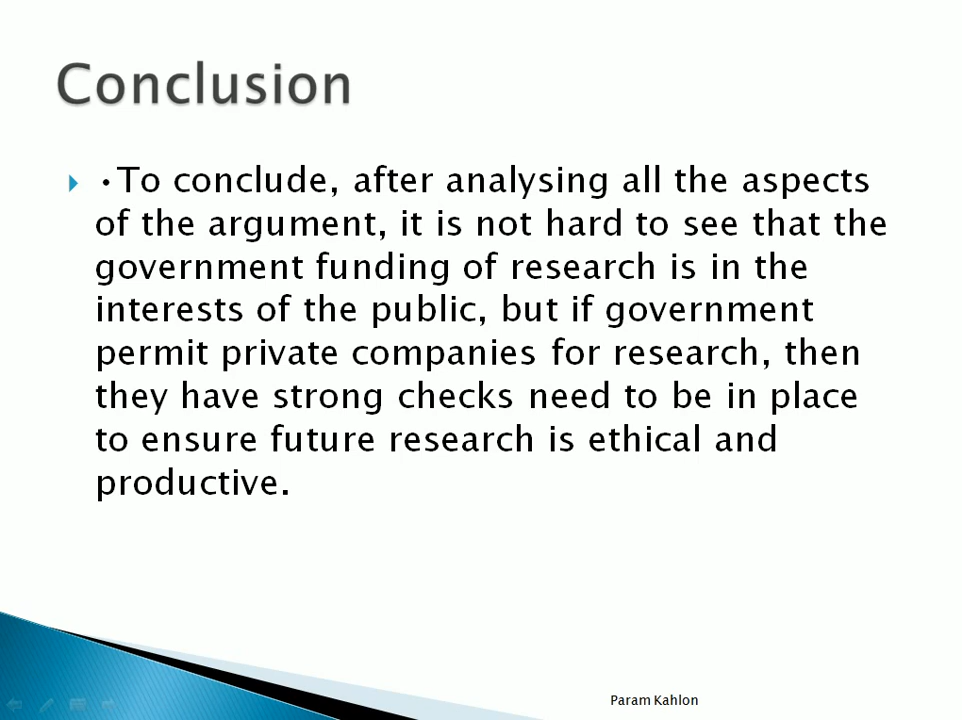 Conclusion
•To conclude, after analysing all the aspects
of the argument, it is not hard to see that the
government funding of research is in the
interests of the public, but if government
permit private companies for research, then
they have strong checks need to be in place
to ensure future research is ethical and
productive.
Param Kahlon